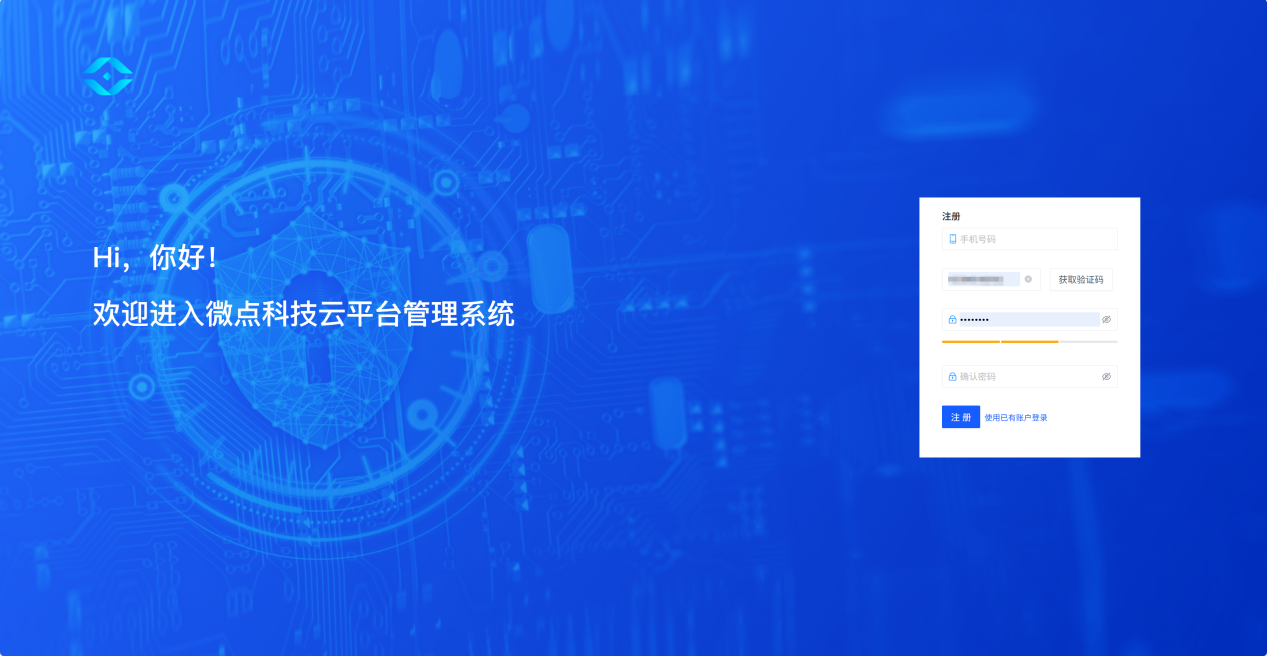 Hi，你好！
欢迎进入微点科技云平台管理系统
注册
手机号码
获取验证码
••••••••
确认密码
注 册 使用已有账户登录